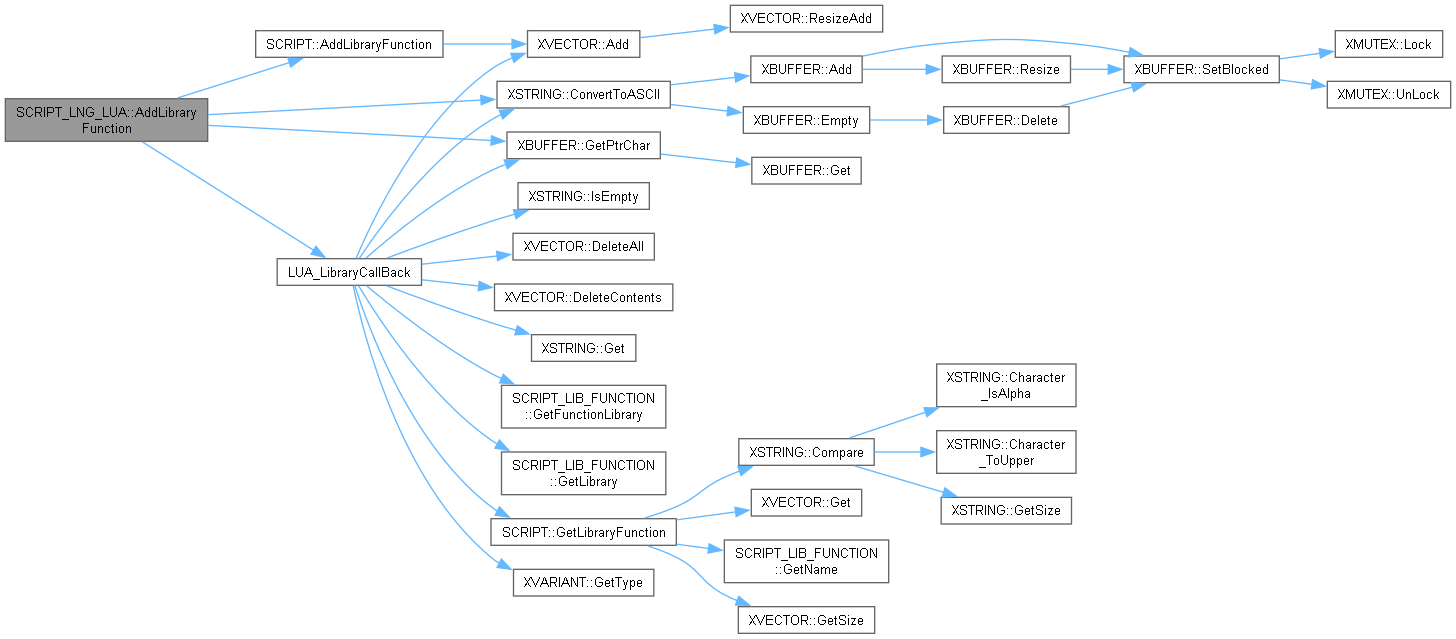 SCRIPT_LNG_LUA::AddLibrary
Function
SCRIPT::AddLibraryFunction
XVECTOR::Add
XVECTOR::ResizeAdd
XSTRING::ConvertToASCII
XBUFFER::Add
XBUFFER::Resize
XBUFFER::SetBlocked
XMUTEX::Lock
XMUTEX::UnLock
XBUFFER::Empty
XBUFFER::Delete
XBUFFER::GetPtrChar
XBUFFER::Get
LUA_LibraryCallBack
XSTRING::IsEmpty
XVECTOR::DeleteAll
XVECTOR::DeleteContents
XSTRING::Get
SCRIPT_LIB_FUNCTION
::GetFunctionLibrary
SCRIPT_LIB_FUNCTION
::GetLibrary
SCRIPT::GetLibraryFunction
XSTRING::Compare
XSTRING::Character
_IsAlpha
XSTRING::Character
_ToUpper
XSTRING::GetSize
XVECTOR::Get
SCRIPT_LIB_FUNCTION
::GetName
XVECTOR::GetSize
XVARIANT::GetType